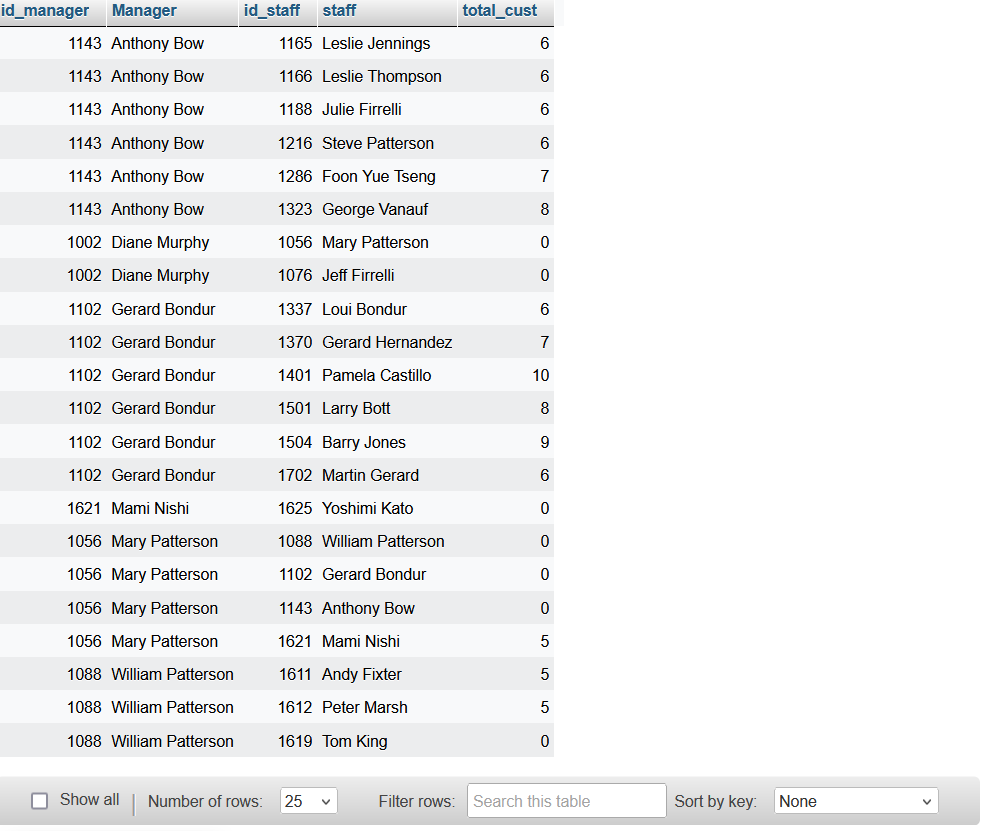 id_manager Manager id_staff staff total_cust
1143 Anthony Bow 1165 Leslie Jennings 6
1143 Anthony Bow 1166 Leslie Thompson 6
1143 Anthony Bow 1188 Julie Firrelli 6
1143 Anthony Bow 1216 Steve Patterson 6
1143 Anthony Bow 1286 Foon Yue Tseng 7
1143 Anthony Bow 1323 George Vanauf 8
1002 Diane Murphy 1056 Mary Patterson 0
1002 Diane Murphy 1076 Jeff Firrelli 0
1102 Gerard Bondur 1337 Loui Bondur 6
1102 Gerard Bondur 1370 Gerard Hernandez 7
1102 Gerard Bondur 1401 Pamela Castillo 10
1102 Gerard Bondur 1501 Larry Bott 8
1102 Gerard Bondur 1504 Barry Jones 9
1102 Gerard Bondur 1702 Martin Gerard 6
1621 Mami Nishi 1625 Yoshimi Kato 0
1056 Mary Patterson 1088 William Patterson 0
1056 Mary Patterson 1102 Gerard Bondur 0
1056 Mary Patterson 1143 Anthony Bow 0
1056 Mary Patterson 1621 Mami Nishi 5
1088 William Patterson 1611 Andy Fixter 5
1088 William Patterson 1612 Peter Marsh 5
1088 William Patterson 1619 Tom King 0
Show all | Number of rows: 25 Filter rows: Search this table Sort by key: None